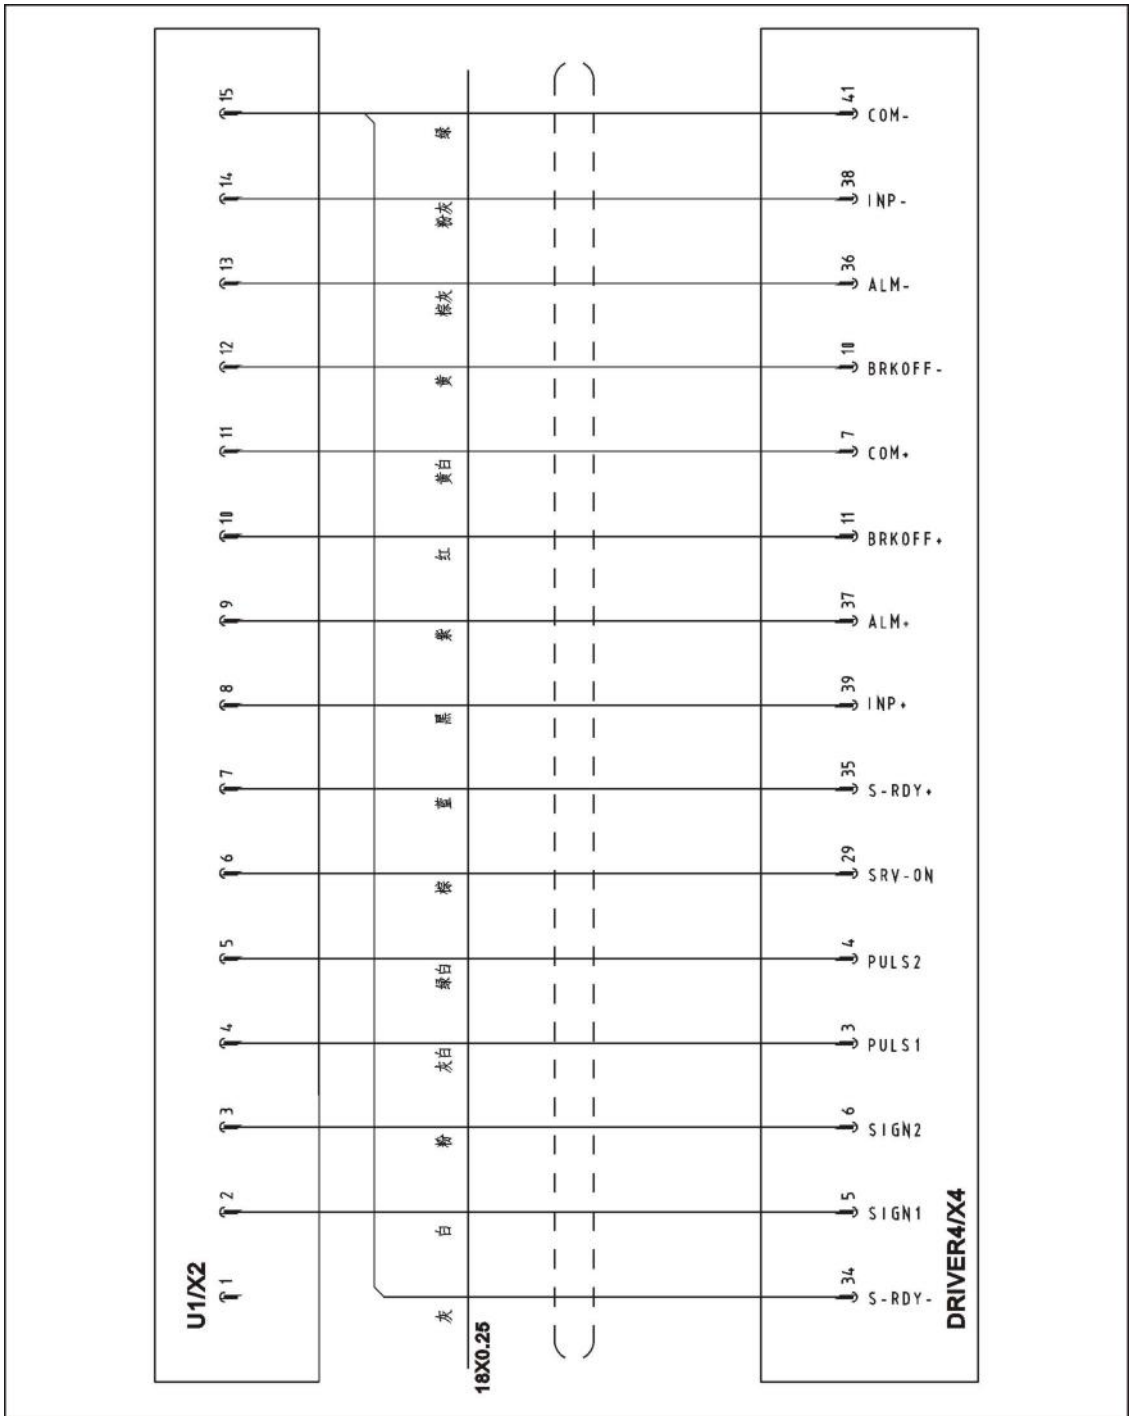 15 绿 41 COM-
14 粉灰 38 INP-
13 棕灰 36 ALM-
12 黄 10 BRKOFF-
11 黄白 7 COM+
10 红 11 BRKOFF+
9 紫 37 ALM+
8 黑 39 INP+
7 蓝 35 S-RDY+
6 棕 29 SRV-ON
5 绿白 4 PULS2
4 灰白 3 PULS1
3 粉 6 SIGN2
2 白 5 SIGN1
1 灰 34 S-RDY-
U1/X2
18X0.25
DRIVER4/X4